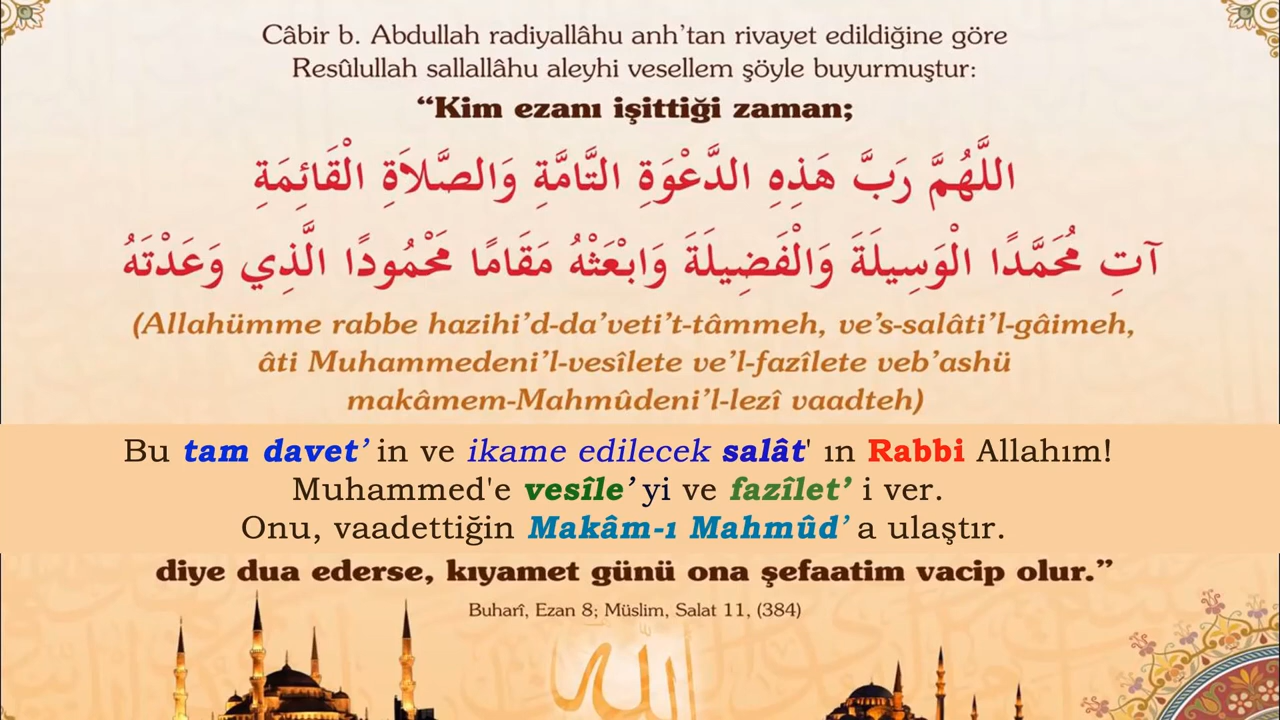 Câbir b. Abdullah radiyallâhu anh’tan rivayet edildiğine göre
Resûlullah sallallâhu aleyhi vesellem şöyle buyurmuştur:
“Kim ezanı işittiği zaman;
اللَّهُمَّ رَبَّ هَذِهِ الدَّعْوَةِ التَّامَّةِ وَالصَّلَاةِ الْقَائِمَةِ
آتِ مُحَمَّدًا الْوَسِيلَةَ وَالْفَضِيلَةَ وَابْعَثْهُ مَقَامًا مَحْمُودًا الَّذِي وَعَدْتَهُ
(Allahümme rabbe hazihi’d-da’veti’t-tâmmeh, ve’s-salâti’l-gâimeh,
âti Muhammedeni’l-vesîlete ve’l-fazîlete veb’ashü
makâmem-Mahmûdeni’l-lezî vaadteh)
Bu tam davet’ in ve ikame edilecek salât' ın Rabbi Allahım!
Muhammed'e vesîle’ yi ve fazîlet’ i ver.
Onu, vaadettiğin Makâm-ı Mahmûd’ a ulaştır.
diye dua ederse, kıyamet günü ona şefaatim vacip olur.”
Buharî, Ezan 8; Müslim, Salat 11, (384)
الله